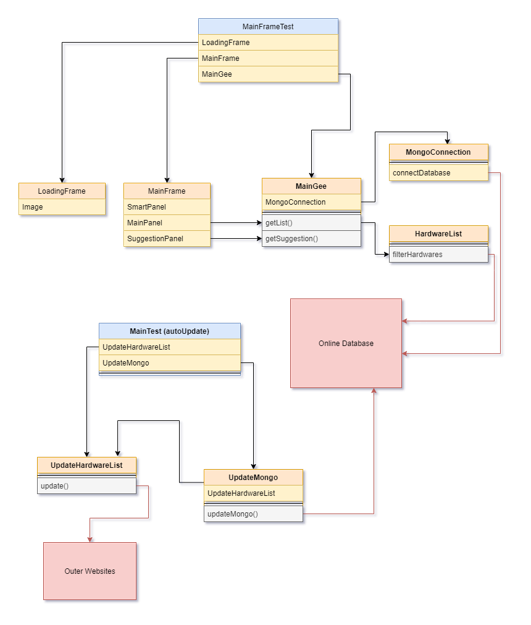 MainFrameTest
LoadingFrame
MainFrame
MainGee
MongoConnection
connectDatabase
LoadingFrame
Image
MainFrame
SmartPanel
MainPanel
SuggestionPanel
MainGee
MongoConnection
getList()
getSuggestion()
HardwareList
filterHardwares
Online Database
MainTest (autoUpdate)
UpdateHardwareList
UpdateMongo
UpdateHardwareList
update()
UpdateMongo
UpdateHardwareList
updateMongo()
Outer Websites